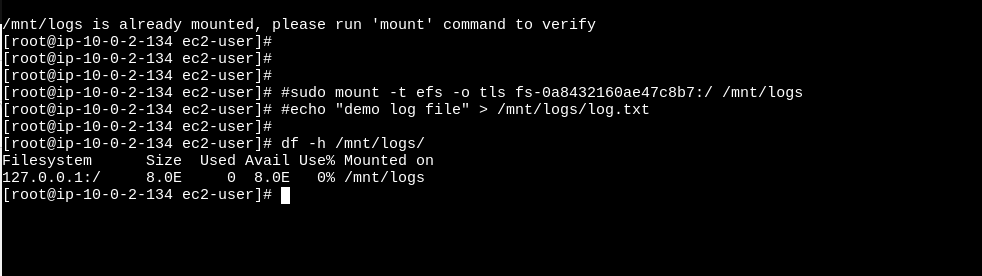 /mnt/logs is already mounted, please run 'mount' command to verify
[root@ip-10-0-2-134 ec2-user]#
[root@ip-10-0-2-134 ec2-user]#
[root@ip-10-0-2-134 ec2-user]#
[root@ip-10-0-2-134 ec2-user]# #sudo mount -t efs -o tls fs-0a8432160ae47c8b7:/ /mnt/logs
[root@ip-10-0-2-134 ec2-user]# #echo "demo log file" > /mnt/logs/log.txt
[root@ip-10-0-2-134 ec2-user]#
[root@ip-10-0-2-134 ec2-user]# df -h /mnt/logs/
Filesystem      Size  Used Avail Use% Mounted on
127.0.0.1:/     8.0E     0  8.0E   0% /mnt/logs
[root@ip-10-0-2-134 ec2-user]#